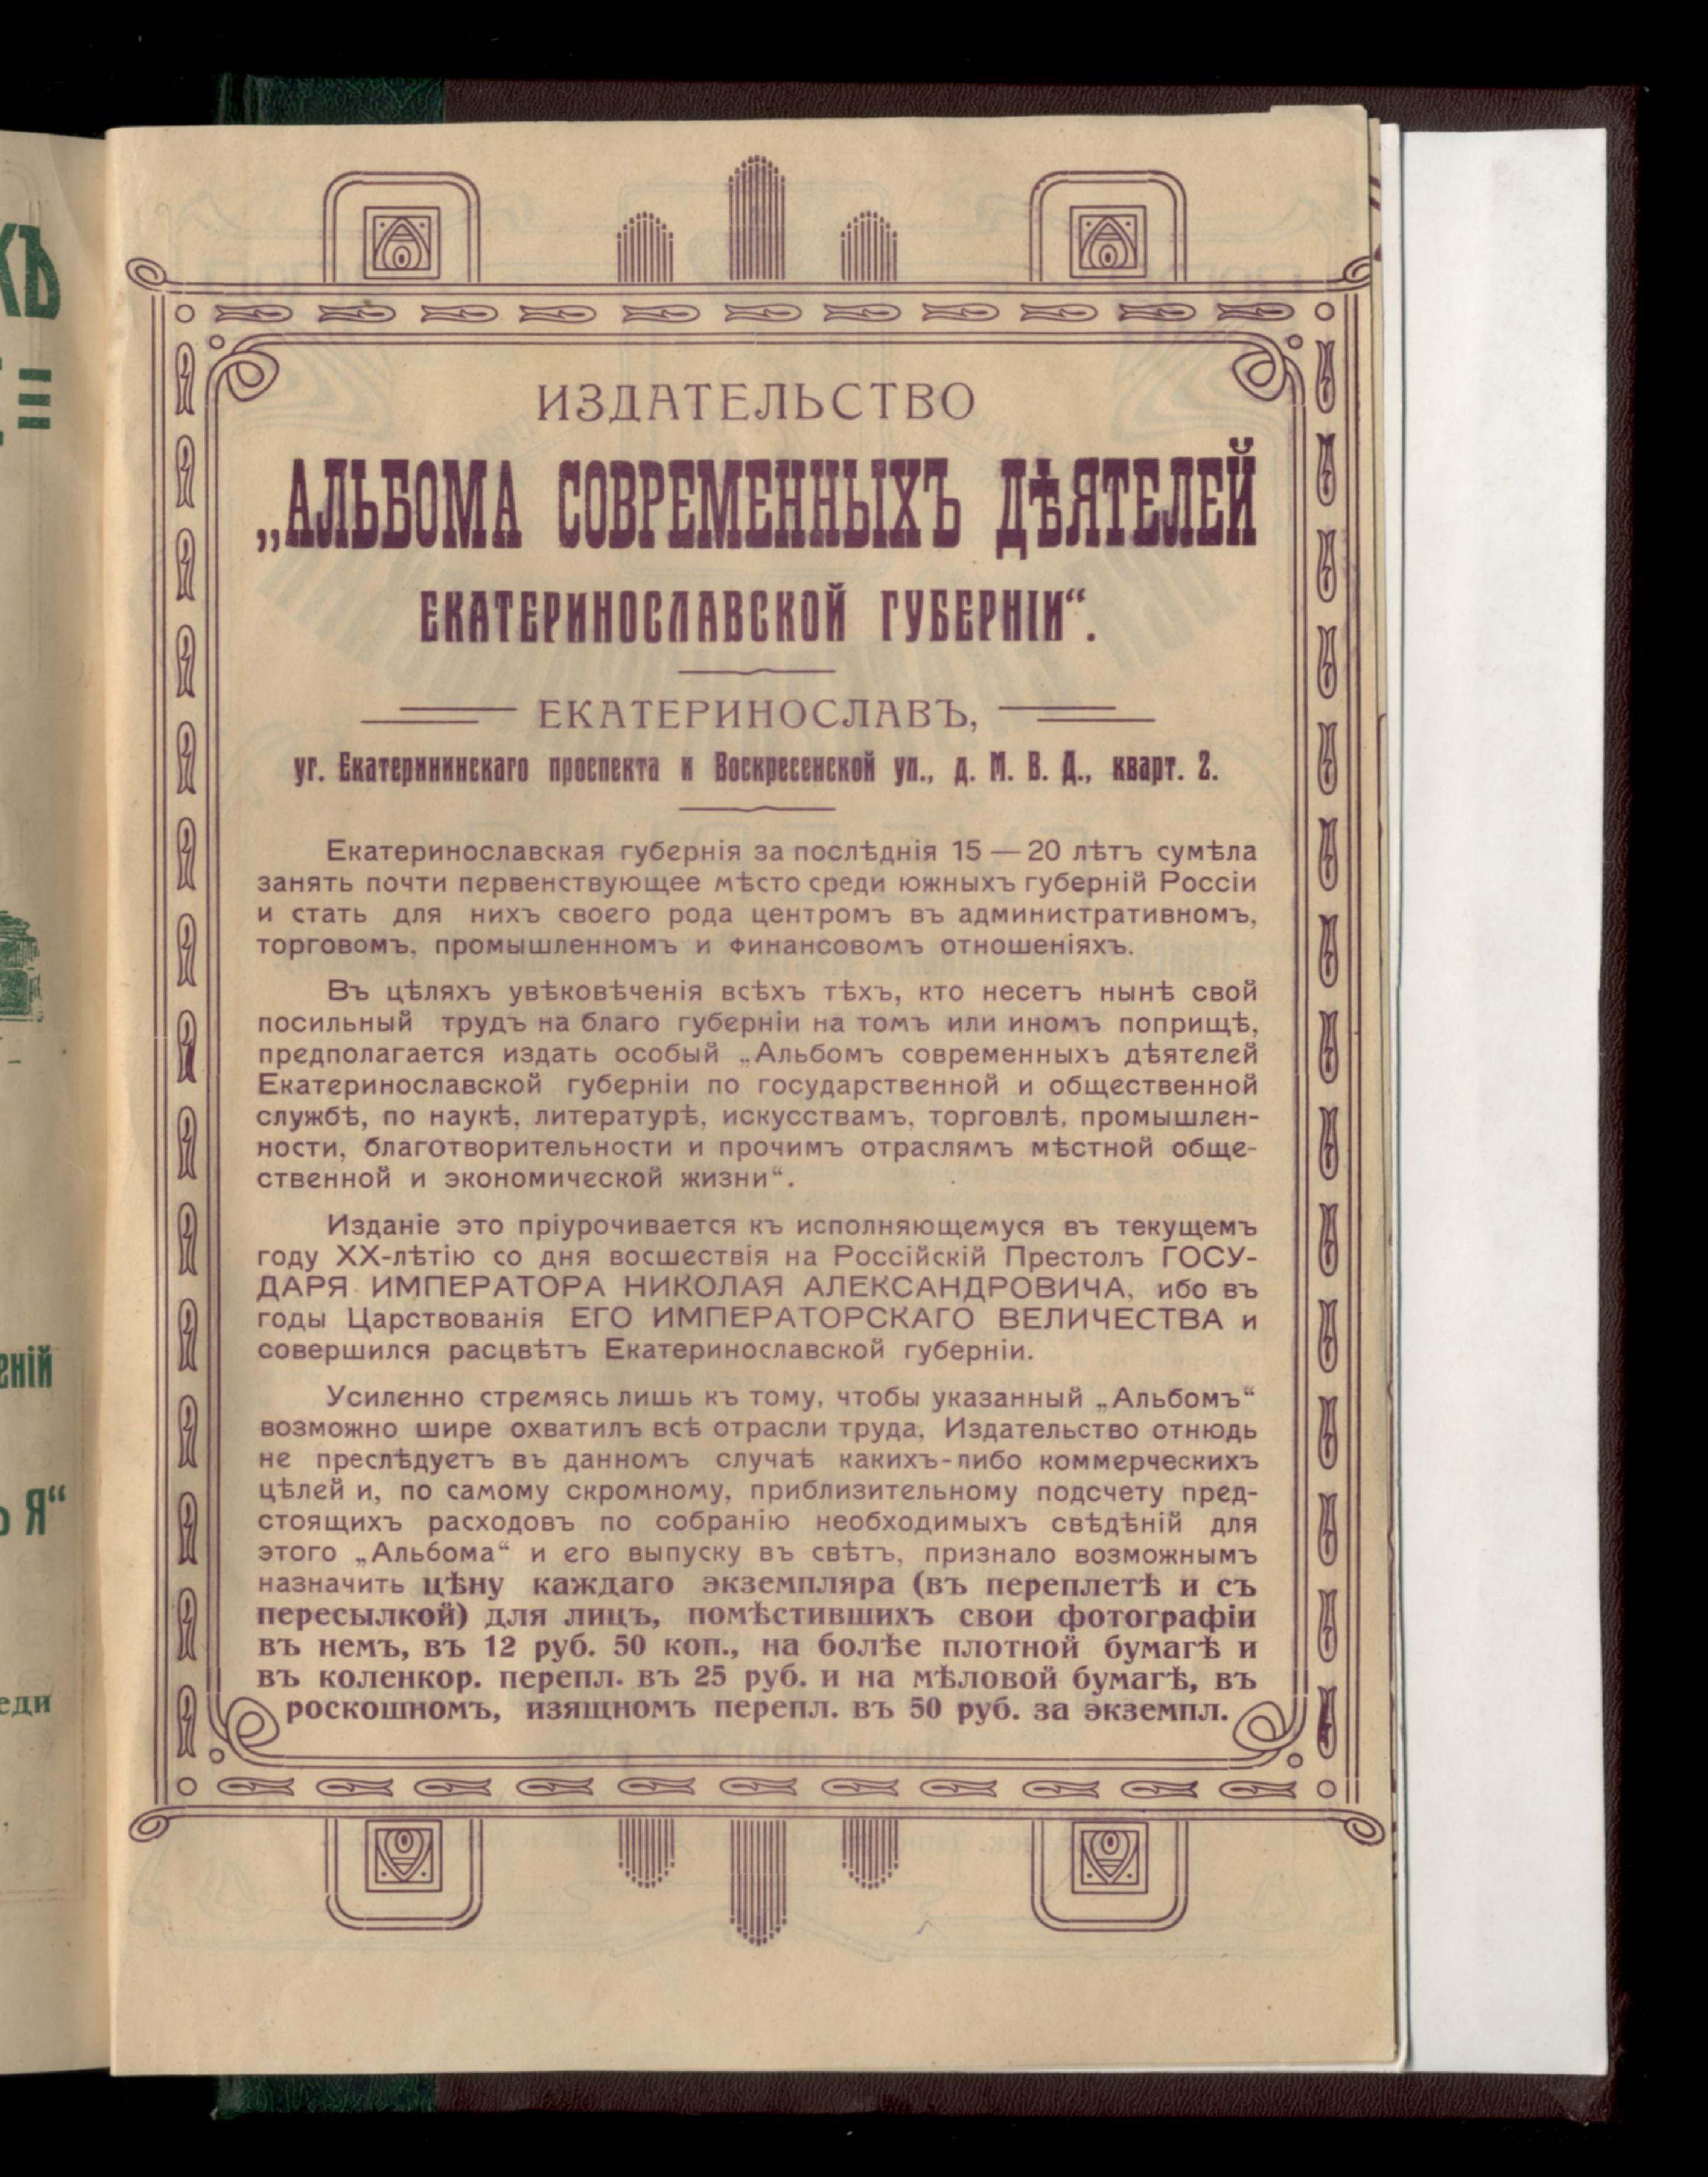 ИЗДАТЕЛЬСТВО
„АЛЬБОМА СОВРЕМЕННЫХЪ ДѢЯТЕЛЕЙ
ЕКАТЕРИНОСЛАВСКОЙ ГУБЕРНІИ“.
ЕКАТЕРИНОСЛАВЪ,
уг. Екатерининскаго проспекта и Воскресенской ул., д. М. В. Д., кварт. 2.
Екатеринославская губернія за послѣднія 15 — 20 лѣтъ сумѣла
занять почти первенствующее мѣсто среди южныхъ губерній Россіи
и стать для нихъ своего рода центромъ въ административномъ,
торговомъ, промышленномъ и финансовомъ отношеніяхъ.
Въ цѣляхъ увѣковѣченія всѣхъ тѣхъ, кто несетъ нынѣ свой
посильный трудъ на благо губерніи на томъ или иномъ поприщѣ,
предполагается издать особый „Альбомъ современныхъ дѣятелей
Екатеринославской губерніи по государственной и общественной
службѣ, по наукѣ, литературѣ, искусствамъ, торговлѣ, промышлен-
ности, благотворительности и прочимъ отраслямъ мѣстной обще-
ственной и экономической жизни“.
Изданіе это пріурочивается къ исполняющемуся въ текущемъ
году XX-лѣтію со дня восшествія на Россійскій Престолъ ГОСУ-
ДАРЯ ИМПЕРАТОРА НИКОЛАЯ АЛЕКСАНДРОВИЧА, ибо въ
годы Царствованія ЕГО ИМПЕРАТОРСКАГО ВЕЛИЧЕСТВА и
совершился расцвѣтъ Екатеринославской губерніи.
Усиленно стремясь лишь къ тому, чтобы указанный „Альбомъ“
возможно шире охватилъ всѣ отрасли труда, Издательство отнюдь
не преслѣдуетъ въ данномъ случаѣ какихъ-либо коммерческихъ
цѣлей и, по самому скромному, приблизительному подсчету пред-
стоящихъ расходовъ по собранію необходимыхъ свѣдѣній для
этого „Альбома“ и его выпуску въ свѣтъ, признало возможнымъ
назначить цѣну каждаго экземпляра (въ переплетѣ и съ
пересылкой) для лицъ, помѣстившихъ свои фотографіи
въ немъ, въ 12 руб. 50 коп., на болѣе плотной бумагѣ и
въ коленкор. перепл. въ 25 руб. и на мѣловой бумагѣ, въ
роскошномъ, изящномъ перепл. въ 50 руб. за экземпл.